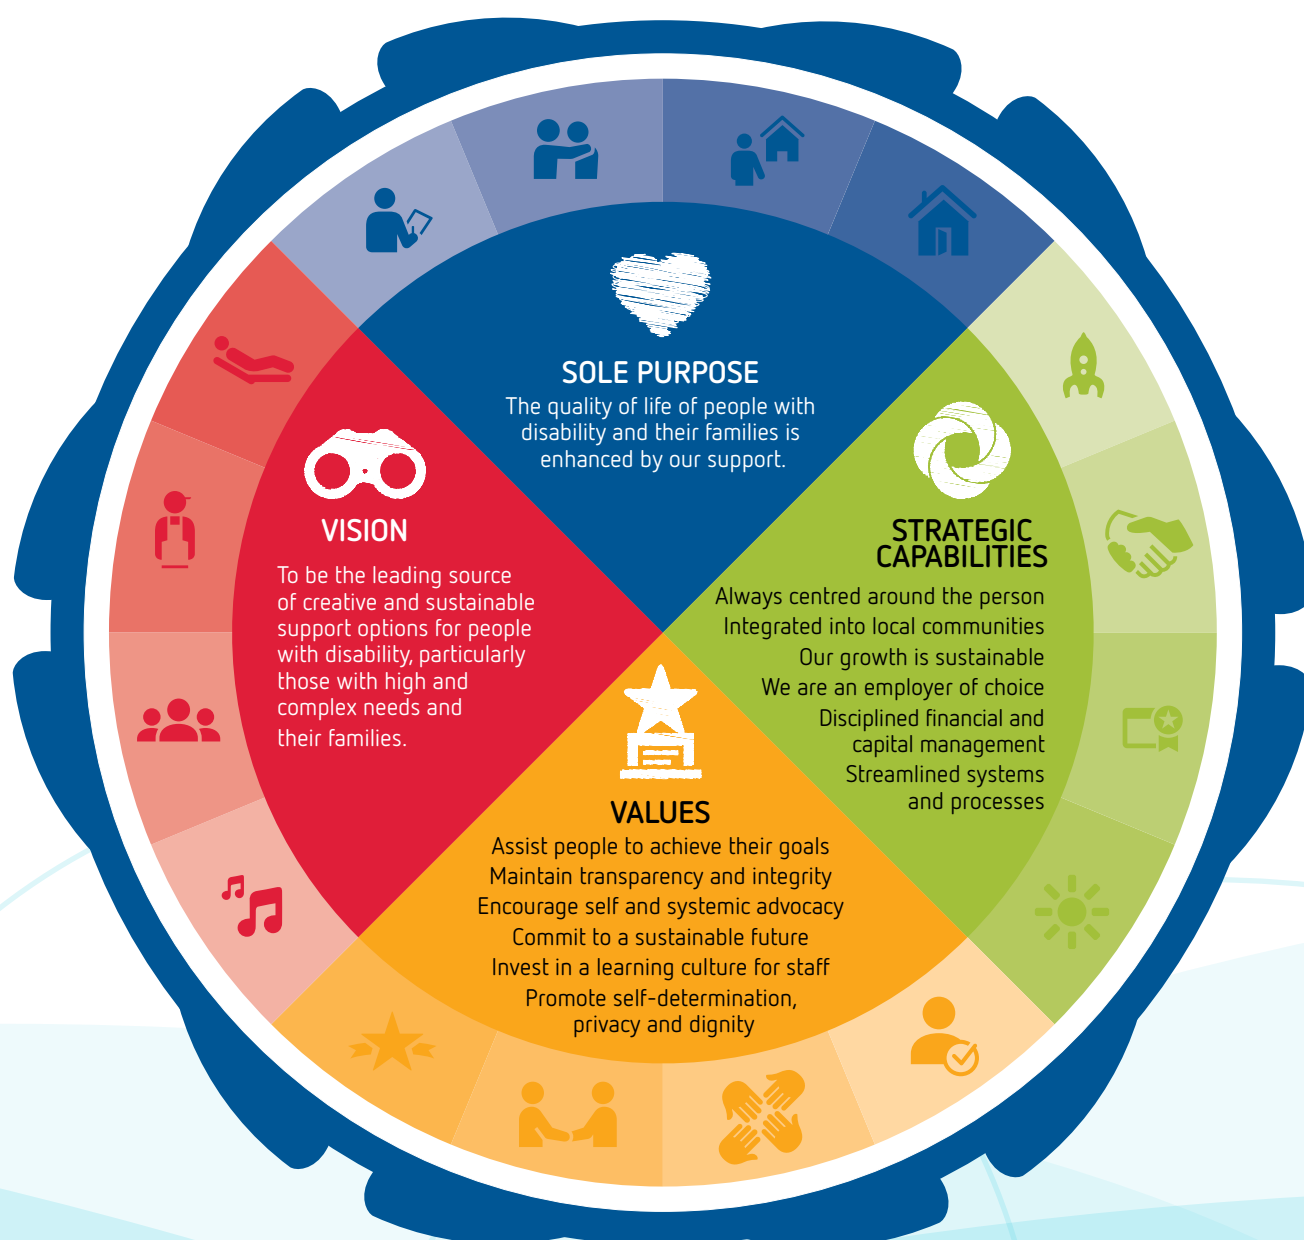 SOLE PURPOSE
The quality of life of people with
disability and their families is
enhanced by our support.
VISION
To be the leading source
of creative and sustainable
support options for people
with disability, particularly
those with high and
complex needs and
their families.
STRATEGIC
CAPABILITIES
Always centred around the person
Integrated into local communities
Our growth is sustainable
We are an employer of choice
Disciplined financial and
capital management
Streamlined systems
and processes
VALUES
Assist people to achieve their goals
Maintain transparency and integrity
Encourage self and systemic advocacy
Commit to a sustainable future
Invest in a learning culture for staff
Promote self-determination,
privacy and dignity